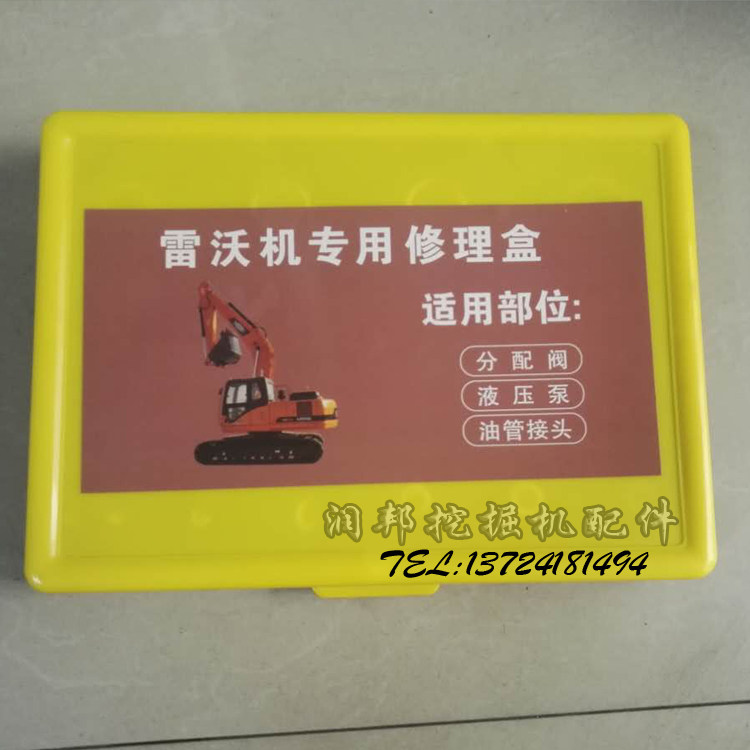 雷沃机专用修理盒
适用部位:
分配阀
液压泵
油管接头
润邦挖掘机配件
TEL:13724181494